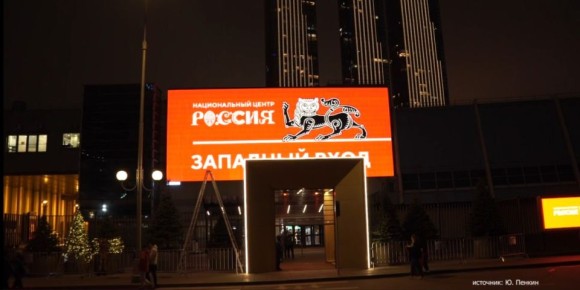 НАЦИОНАЛЬНЫЙ ЦЕНТР
РОССИЯ
ЗАПАДНЫЙ ВХОД
источник: Ю. Пенкин